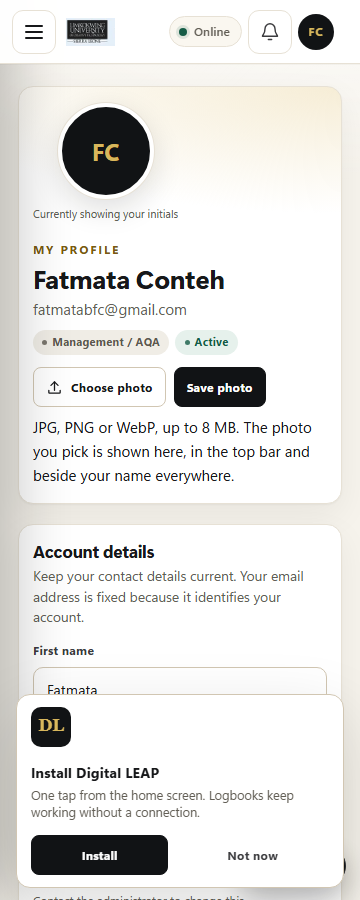 LIMKOKWING
UNIVERSITY
SIERRA LEONE
Online
FC
FC
Currently showing your initials
MY PROFILE
Fatmata Conteh
fatmatabfc@gmail.com
Management / AQA
Active
Choose photo
Save photo
JPG, PNG or WebP, up to 8 MB. The photo
you pick is shown here, in the top bar and
beside your name everywhere.
Account details
Keep your contact details current. Your email
address is fixed because it identifies your
account.
First name
Fatmata
DL
Install Digital LEAP
One tap from the home screen. Logbooks keep
working without a connection.
Install
Not now
Contact the administrator to change this